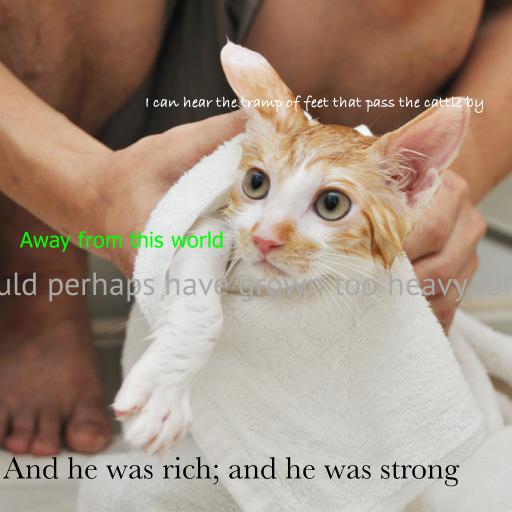 I can hear the tramp of feet that pass the cattle by
Away from this world
perhaps have grown too heavy
And he was rich; and he was strong